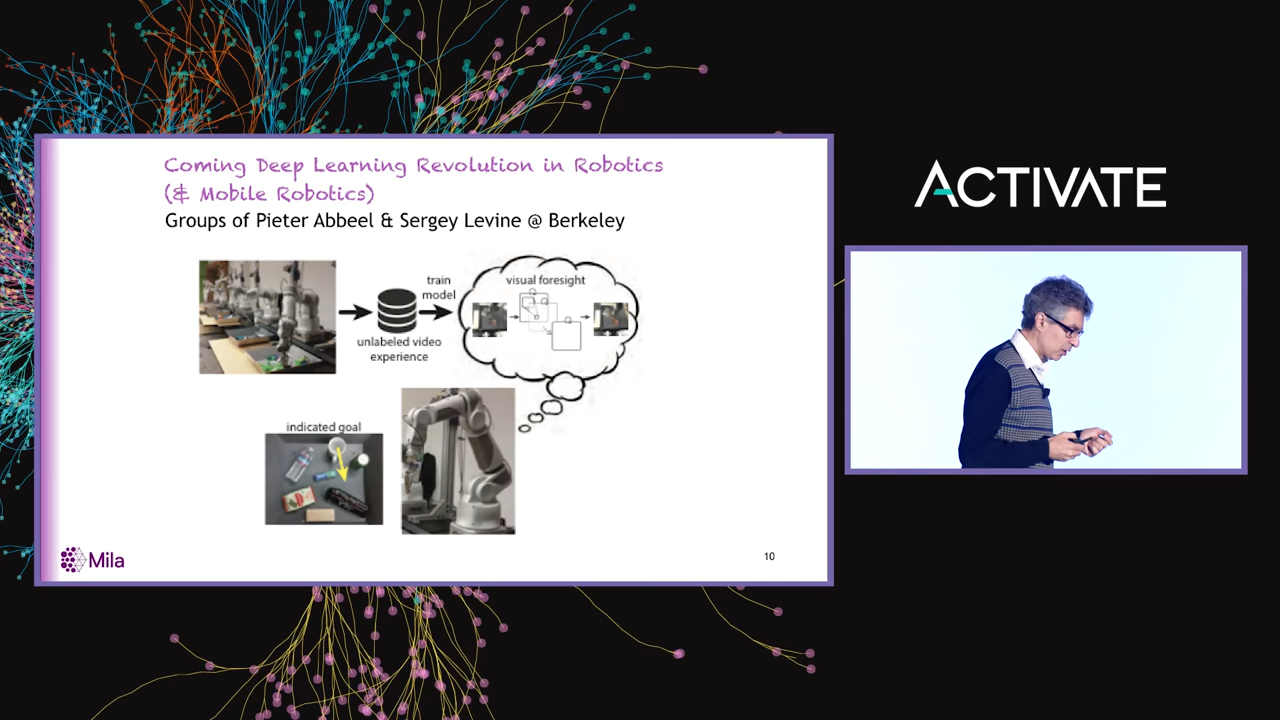 Coming Deep Learning Revolution in Robotics
(& Mobile Robotics)
Groups of Pieter Abbeel & Sergey Levine @ Berkeley
train
model
visual foresight
unlabeled video
experience
indicated goal
Mila
10
ACTIVATE